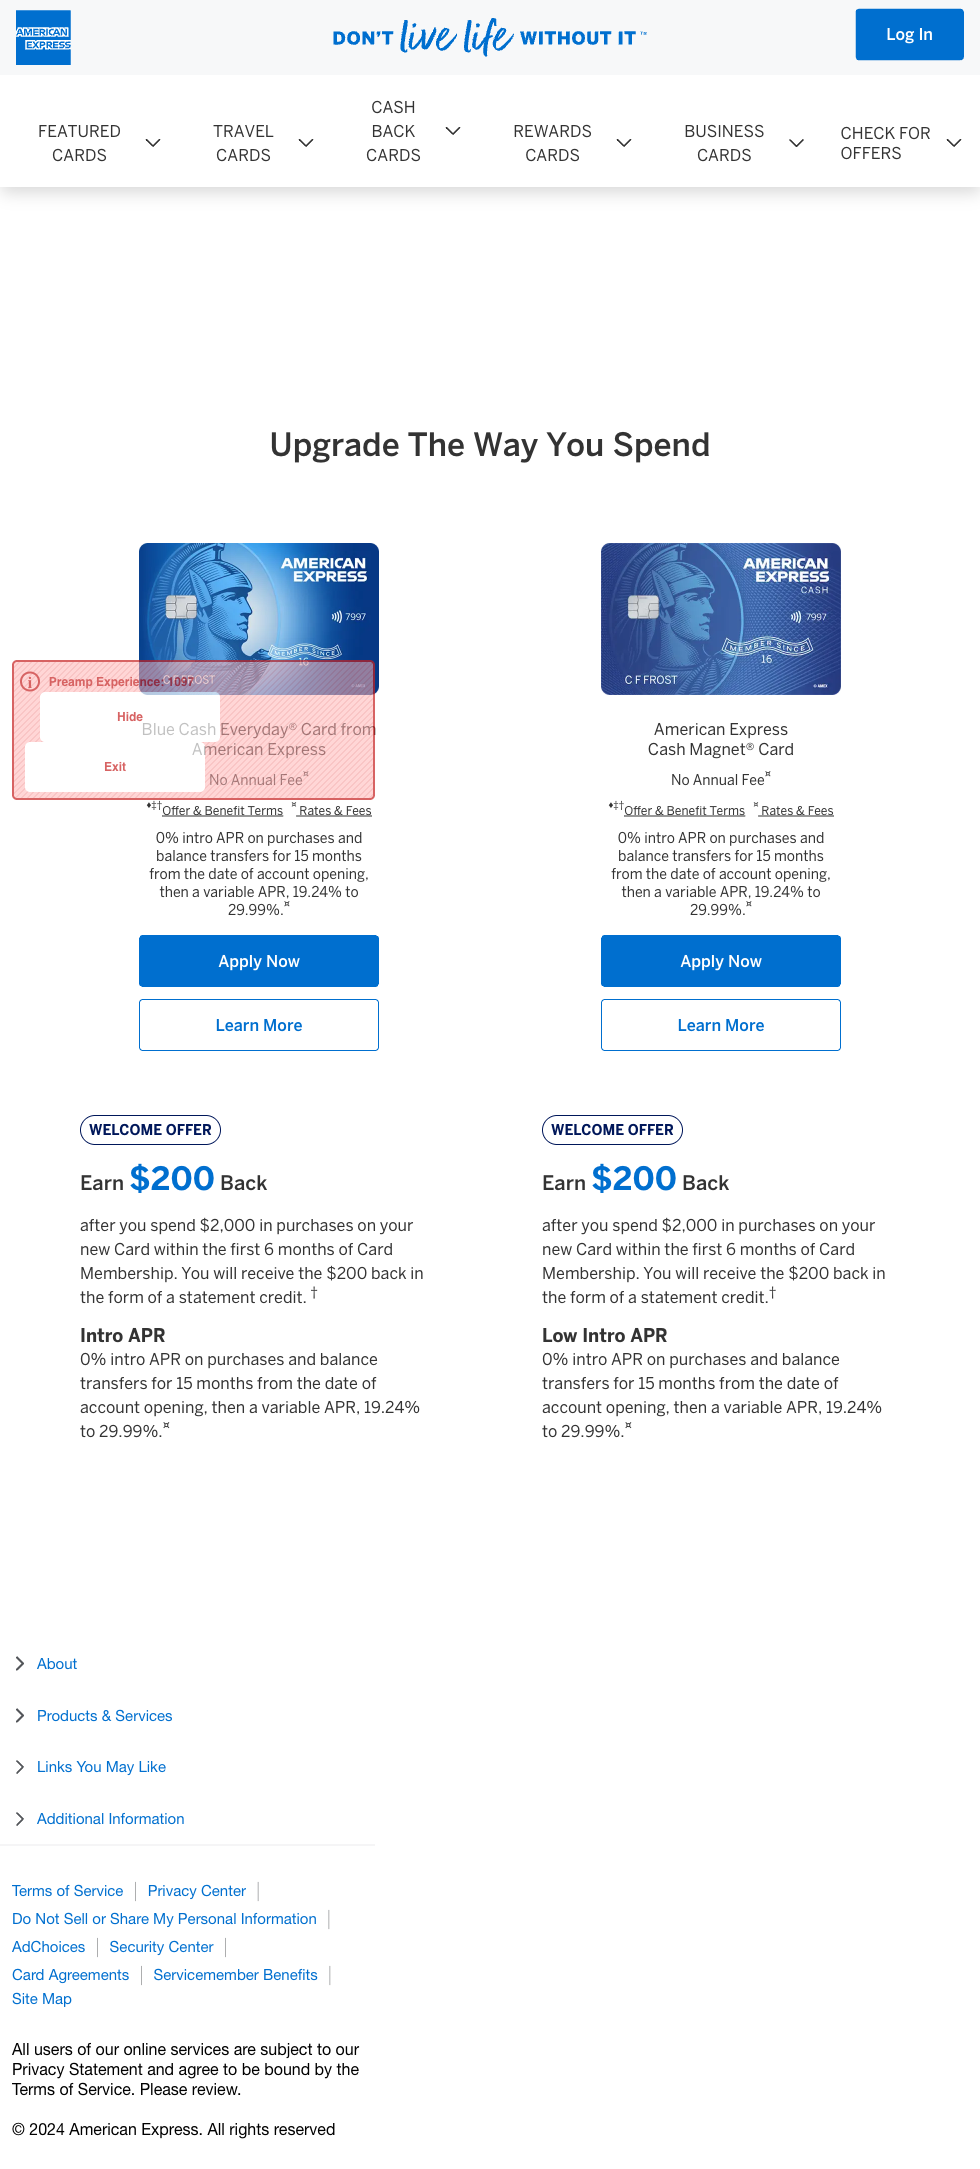 AMERICAN
EXPRESS
DON'T live life WITHOUT IT ™
Log In
FEATURED
CARDS
TRAVEL
CARDS
CASH
BACK
CARDS
REWARDS
CARDS
BUSINESS
CARDS
CHECK FOR
OFFERS
Upgrade The Way You Spend
AMERICAN
EXPRESS
7997
MEMBER SINCE
16
C F FROST
Preamp Experience: 1097
Hide
Exit
Blue Cash Everyday® Card from
American Express
No Annual Fee¤
♦‡†Offer & Benefit Terms ¤ Rates & Fees
0% intro APR on purchases and
balance transfers for 15 months
from the date of account opening,
then a variable APR, 19.24% to
29.99%.¤
Apply Now
Learn More
AMERICAN
EXPRESS
CASH
7997
MEMBER SINCE
16
C F FROST
© AMEX
American Express
Cash Magnet® Card
No Annual Fee¤
♦‡†Offer & Benefit Terms ¤ Rates & Fees
0% intro APR on purchases and
balance transfers for 15 months
from the date of account opening,
then a variable APR, 19.24% to
29.99%.¤
Apply Now
Learn More
WELCOME OFFER
Earn $200 Back
after you spend $2,000 in purchases on your
new Card within the first 6 months of Card
Membership. You will receive the $200 back in
the form of a statement credit. †
Intro APR
0% intro APR on purchases and balance
transfers for 15 months from the date of
account opening, then a variable APR, 19.24%
to 29.99%.¤
WELCOME OFFER
Earn $200 Back
after you spend $2,000 in purchases on your
new Card within the first 6 months of Card
Membership. You will receive the $200 back in
the form of a statement credit.†
Low Intro APR
0% intro APR on purchases and balance
transfers for 15 months from the date of
account opening, then a variable APR, 19.24%
to 29.99%.¤
About
Products & Services
Links You May Like
Additional Information
Terms of Service
Privacy Center
Do Not Sell or Share My Personal Information
AdChoices
Security Center
Card Agreements
Servicemember Benefits
Site Map
All users of our online services are subject to our
Privacy Statement and agree to be bound by the
Terms of Service. Please review.
© 2024 American Express. All rights reserved